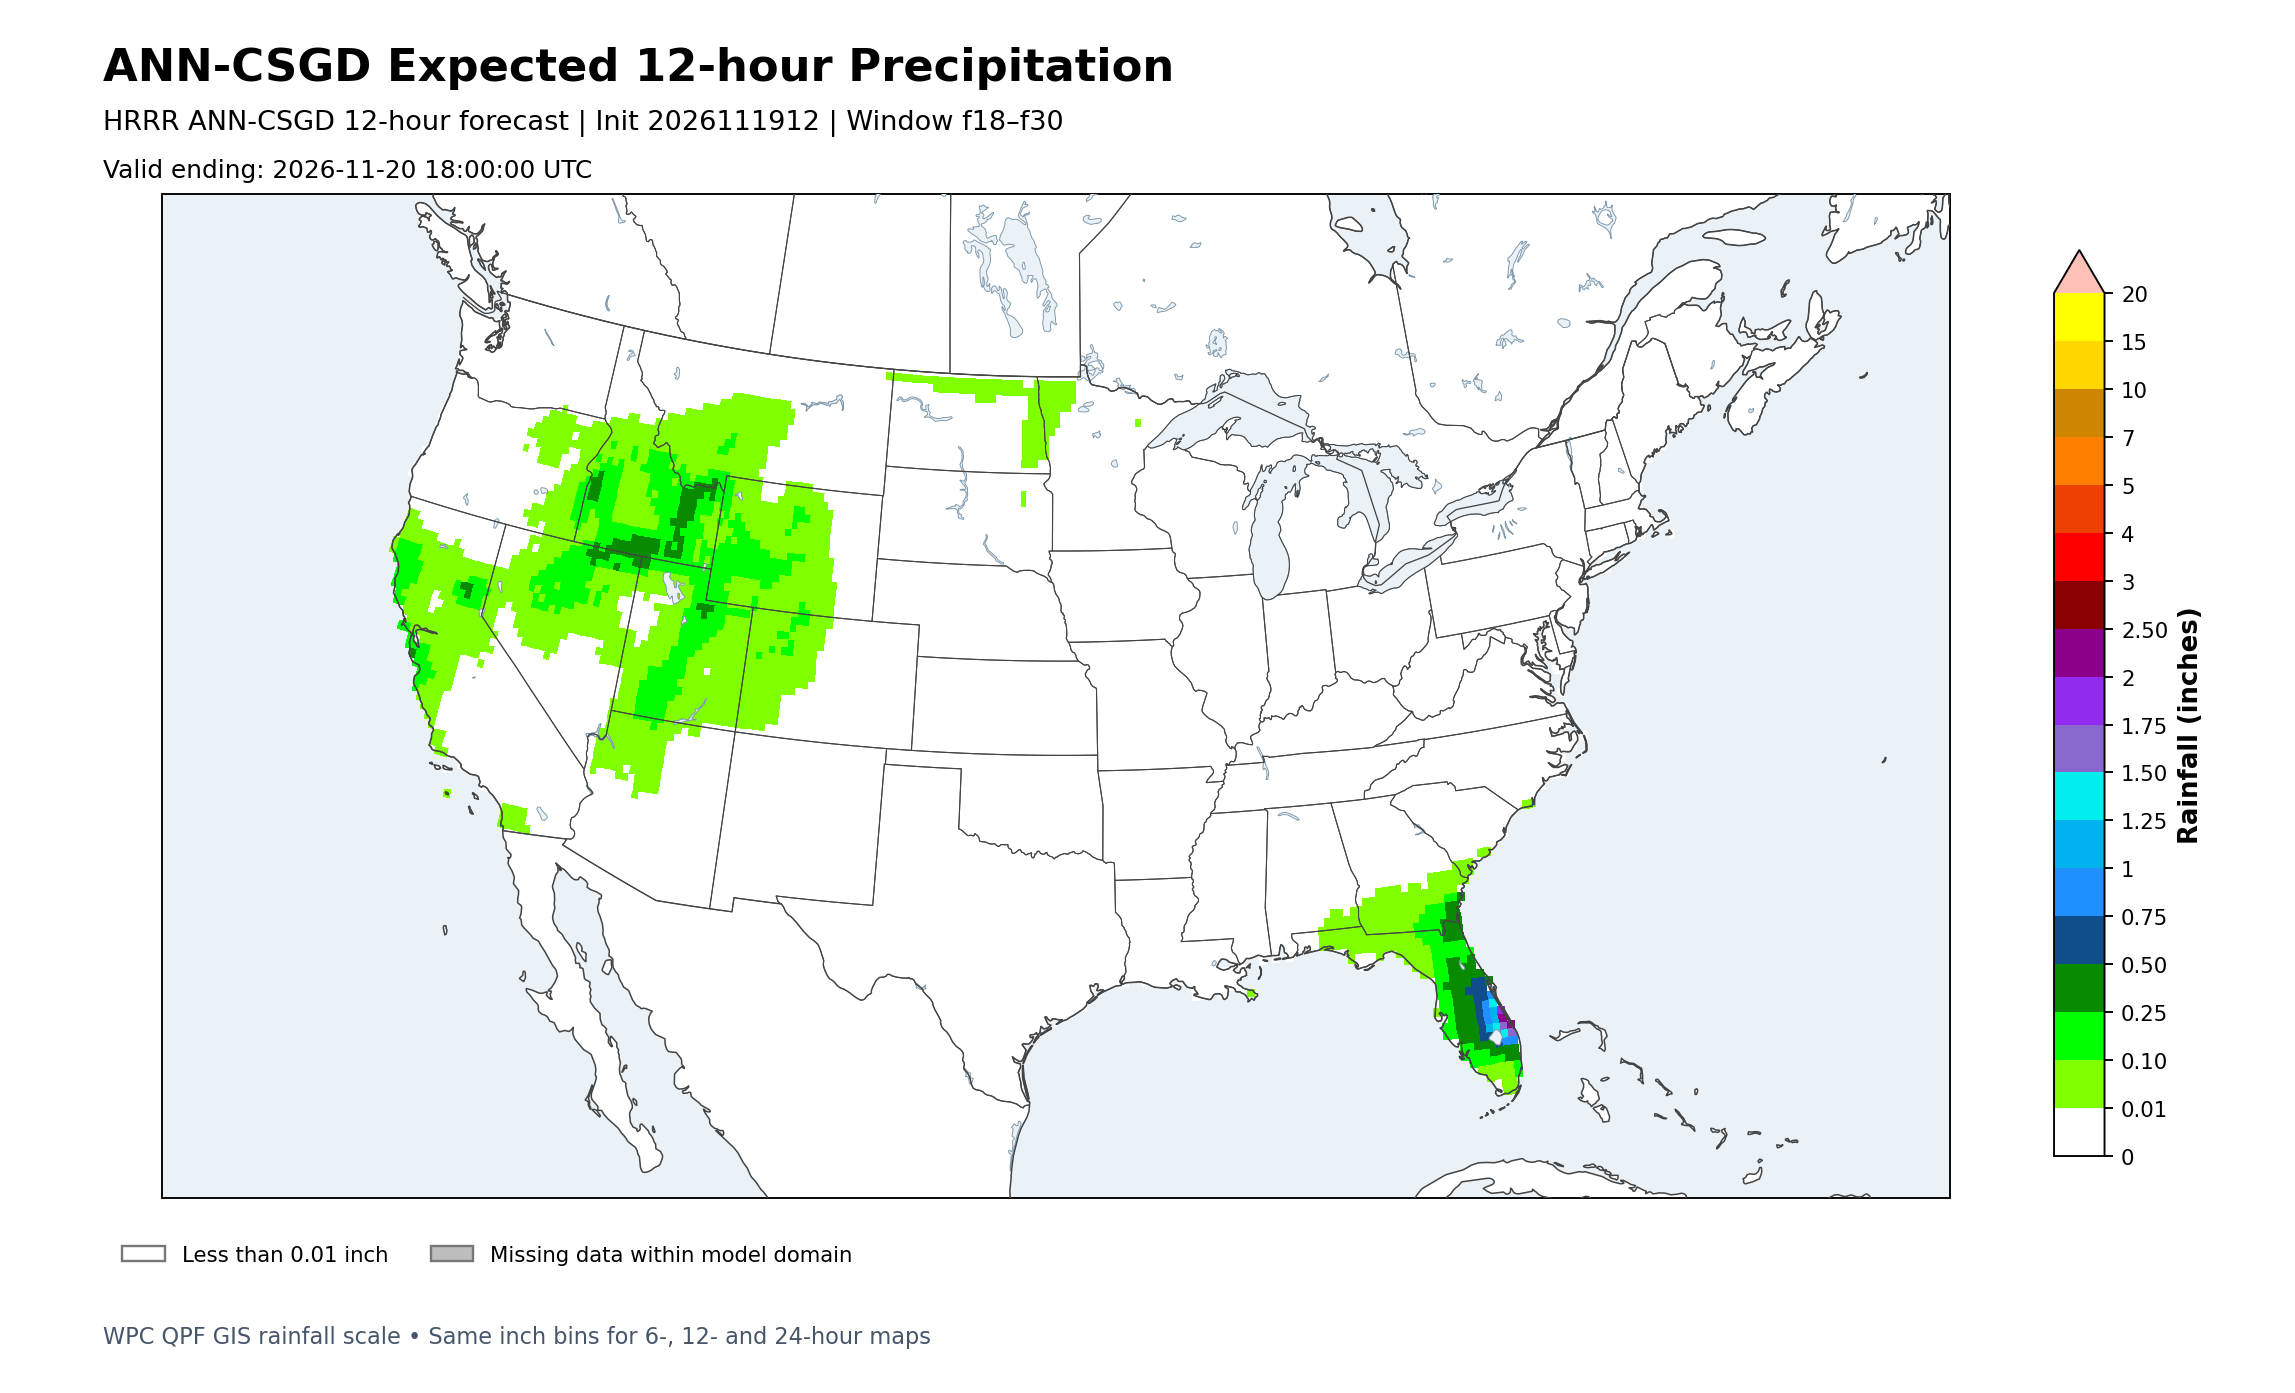 ANN-CSGD Expected 12-hour Precipitation
HRRR ANN-CSGD 12-hour forecast | Init 2026111912 | Window f18–f30
Valid ending: 2026-11-20 18:00:00 UTC
20
15
10
7
5
4
3
2.50
2
1.75
1.50
1.25
1
0.75
0.50
0.25
0.10
0.01
0
Rainfall (inches)
Less than 0.01 inch
Missing data within model domain
WPC QPF GIS rainfall scale • Same inch bins for 6-, 12- and 24-hour maps